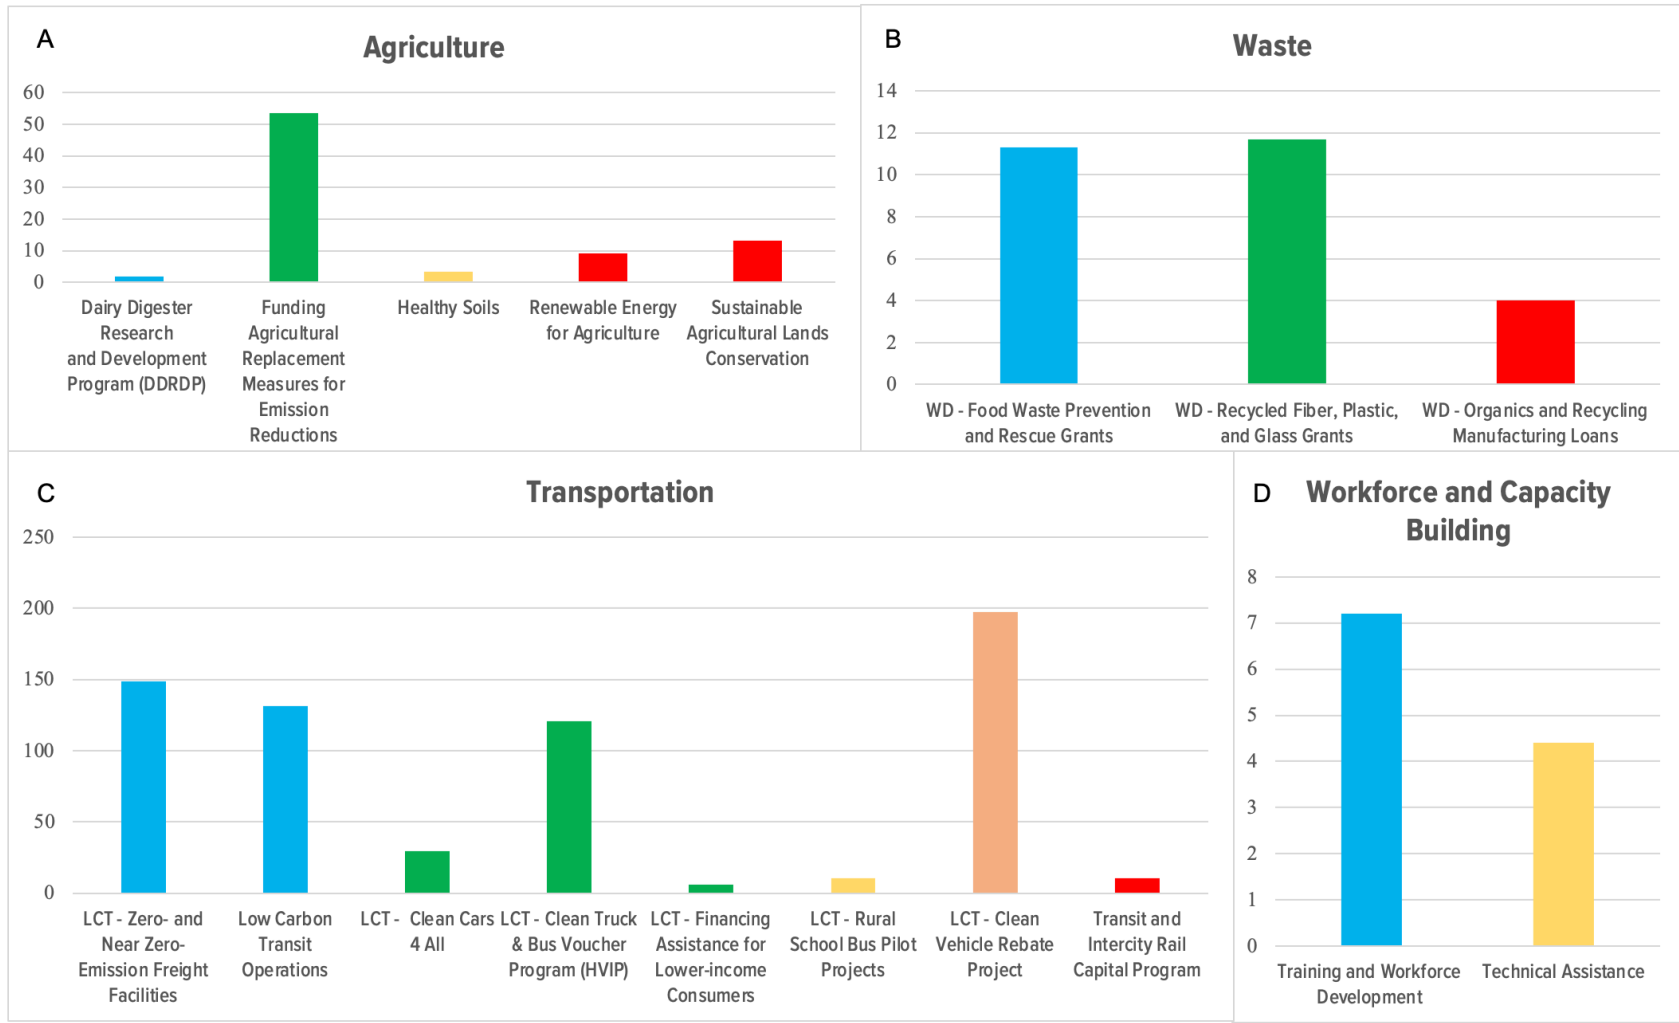 A
Agriculture
60
50
40
30
20
10
0
Dairy Digester
Research
and Development
Program (DDRDP)
Funding
Agricultural
Replacement
Measures for
Emission
Reductions
Healthy Soils
Renewable Energy
for Agriculture
Sustainable
Agricultural Lands
Conservation
B
Waste
14
12
10
8
6
4
2
0
WD - Food Waste Prevention
and Rescue Grants
WD - Recycled Fiber, Plastic,
and Glass Grants
WD - Organics and Recycling
Manufacturing Loans
C
Transportation
250
200
150
100
50
0
LCT - Zero- and
Near Zero-
Emission Freight
Facilities
Low Carbon
Transit
Operations
LCT - Clean Cars
4 All
LCT - Clean Truck
& Bus Voucher
Program (HVIP)
LCT - Financing
Assistance for
Lower-income
Consumers
LCT - Rural
School Bus Pilot
Projects
LCT - Clean
Vehicle Rebate
Project
Transit and
Intercity Rail
Capital Program
D
Workforce and Capacity
Building
8
7
6
5
4
3
2
1
0
Training and Workforce
Development
Technical Assistance